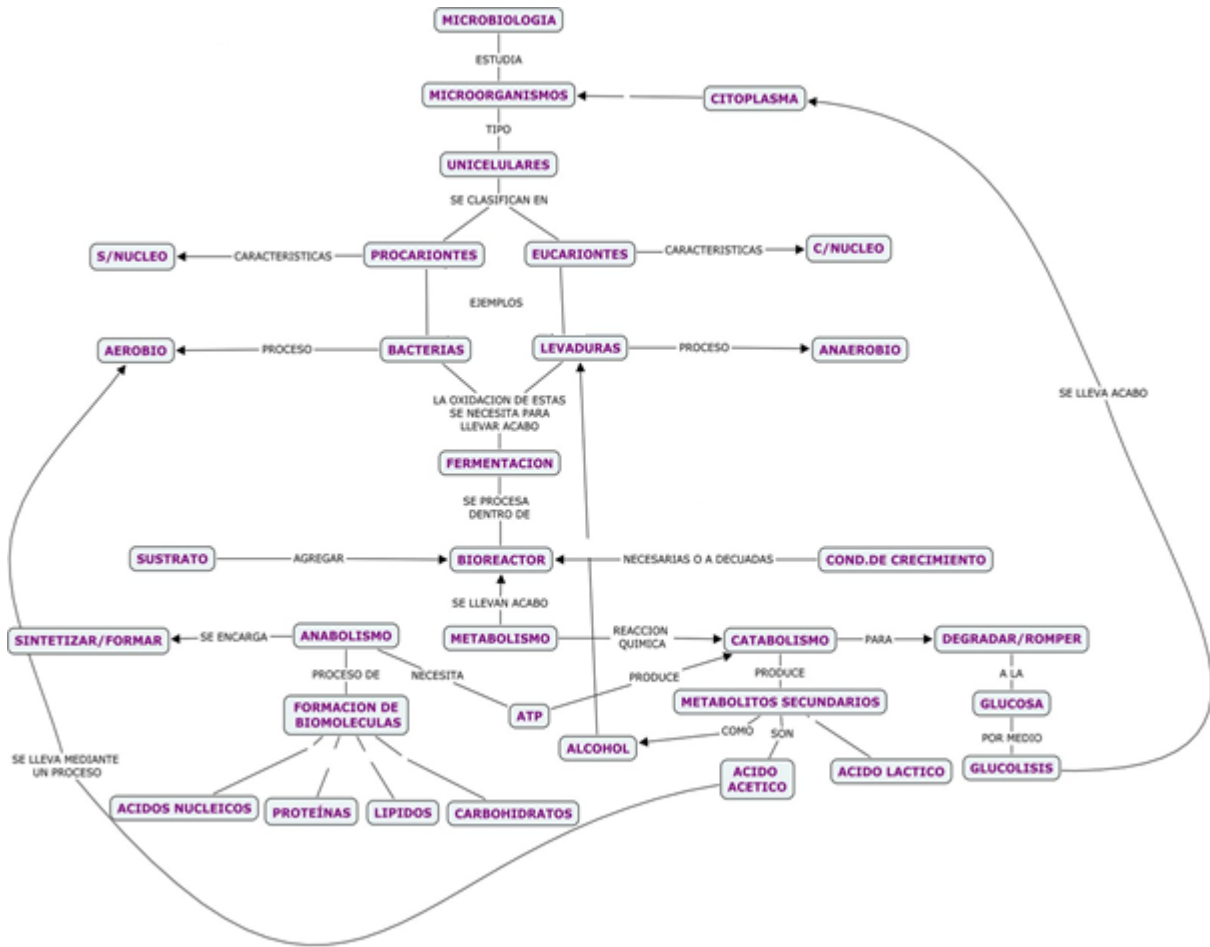 MICROBIOLOGIA
ESTUDIA
MICROORGANISMOS
CITOPLASMA
TIPO
UNICELULARES
SE CLASIFICAN EN
S/NUCLEO
CARACTERISTICAS
PROCARIONTES
EUCARIONTES
CARACTERISTICAS
C/NUCLEO
EJEMPLOS
AEROBIO
PROCESO
BACTERIAS
LEVADURAS
PROCESO
ANAEROBIO
SE LLEVA ACABO
LA OXIDACION DE ESTAS
SE NECESITA PARA
LLEVAR ACABO
FERMENTACION
SE PROCESA
DENTRO DE
SUSTRATO
AGREGAR
BIOREACTOR
NECESARIAS O A DECUADAS
COND.DE CRECIMIENTO
SE LLEVAN ACABO
SINTETIZAR/FORMAR
SE ENCARGA
ANABOLISMO
METABOLISMO
REACCION
QUIMICA
CATABOLISMO
PARA
DEGRADAR/ROMPER
PROCESO DE
NECESITA
PRODUCE
PRODUCE
A LA
FORMACION DE
BIOMOLECULAS
ATP
METABOLITOS SECUNDARIOS
GLUCOSA
COMO
SON
POR MEDIO
ALCOHOL
SE LLEVA MEDIANTE
UN PROCESO
ACIDO
ACETICO
ACIDO LACTICO
GLUCOLISIS
ACIDOS NUCLEICOS
PROTEÍNAS
LIPIDOS
CARBOHIDRATOS